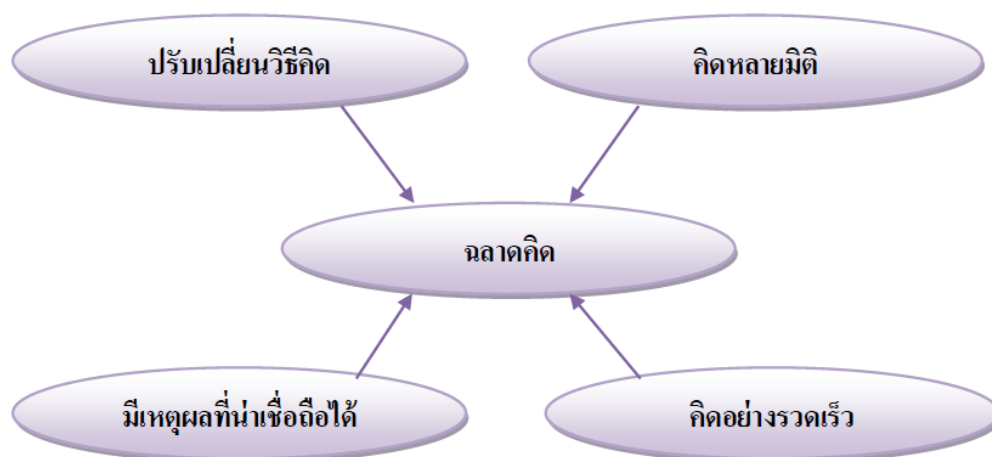 ปรับเปลี่ยนวิธีคิด
คิดหลายมิติ
ฉลาดคิด
มีเหตุผลที่น่าเชื่อถือได้
คิดอย่างรวดเร็ว